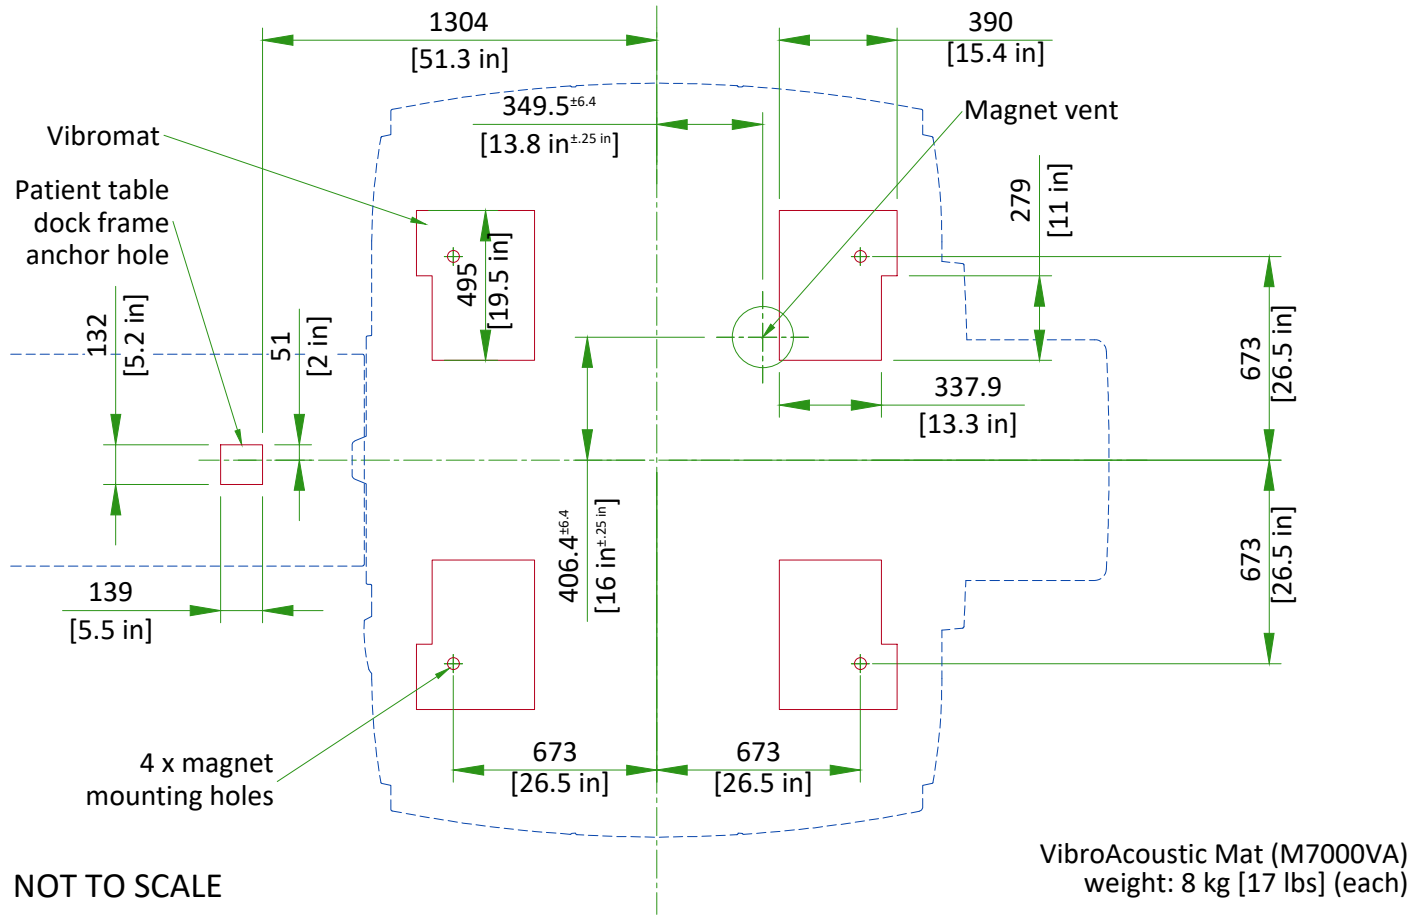 1304
[51.3 in]
390
[15.4 in]
349.5±6.4
[13.8 in±.25 in]
Magnet vent
Vibromat
Patient table
dock frame
anchor hole
279
[11 in]
495
[19.5 in]
132
[5.2 in]
51
[2 in]
673
[26.5 in]
337.9
[13.3 in]
406.4±6.4
[16 in±.25 in]
673
[26.5 in]
139
[5.5 in]
4 x magnet
mounting holes
673
[26.5 in]
673
[26.5 in]
NOT TO SCALE
VibroAcoustic Mat (M7000VA)
weight: 8 kg [17 lbs] (each)